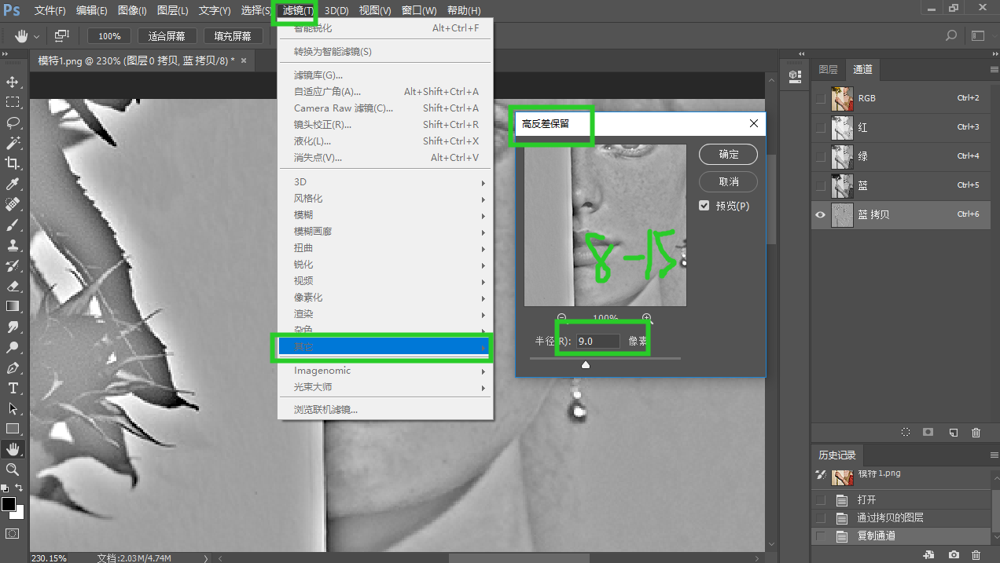 Ps 文件(F) 编辑(E) 图像(I) 图层(L) 文字(Y) 选择(S) 滤镜(T) 3D(D) 视图(V) 窗口(W) 帮助(H)
100% 适合屏幕 填充屏幕
模特1.png @ 230% (图层 0 拷贝, 蓝 拷贝/8) *
智能锐化 Alt+Ctrl+F
转换为智能滤镜(S)
滤镜库(G)...
自适应广角(A)... Alt+Shift+Ctrl+A
Camera Raw 滤镜(C)... Shift+Ctrl+A
镜头校正(R)... Shift+Ctrl+R
液化(L)... Shift+Ctrl+X
消失点(V)... Alt+Ctrl+V
3D
风格化
模糊
模糊画廊
扭曲
锐化
视频
像素化
渲染
杂色
其它
Imagenomic
光束大师
浏览联机滤镜...
高反差保留
确定
取消
预览(P)
8-15
100%
半径(R): 9.0 像素
图层 通道
RGB Ctrl+2
红 Ctrl+3
绿 Ctrl+4
蓝 Ctrl+5
蓝 拷贝 Ctrl+6
历史记录
模特1.png
打开
通过拷贝的图层
复制通道
230.15% 文档:2.03M/4.74M